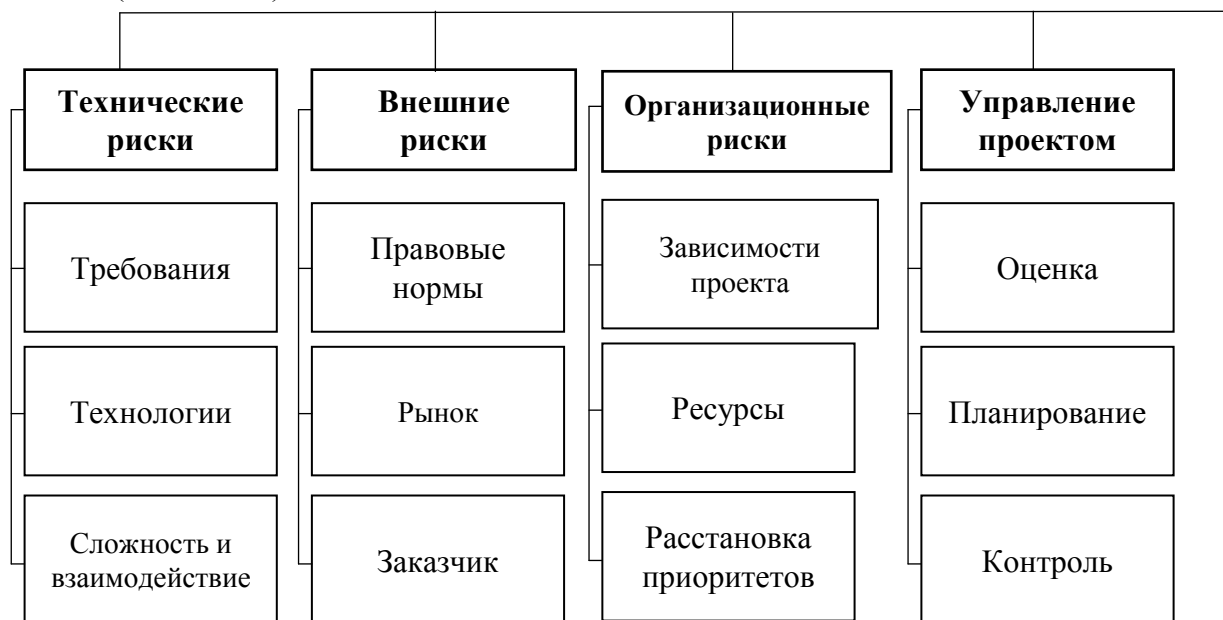 Технические
риски
Внешние
риски
Организационные
риски
Управление
проектом
Требования
Правовые
нормы
Зависимости
проекта
Оценка
Технологии
Рынок
Ресурсы
Планирование
Сложность и
взаимодействие
Заказчик
Расстановка
приоритетов
Контроль